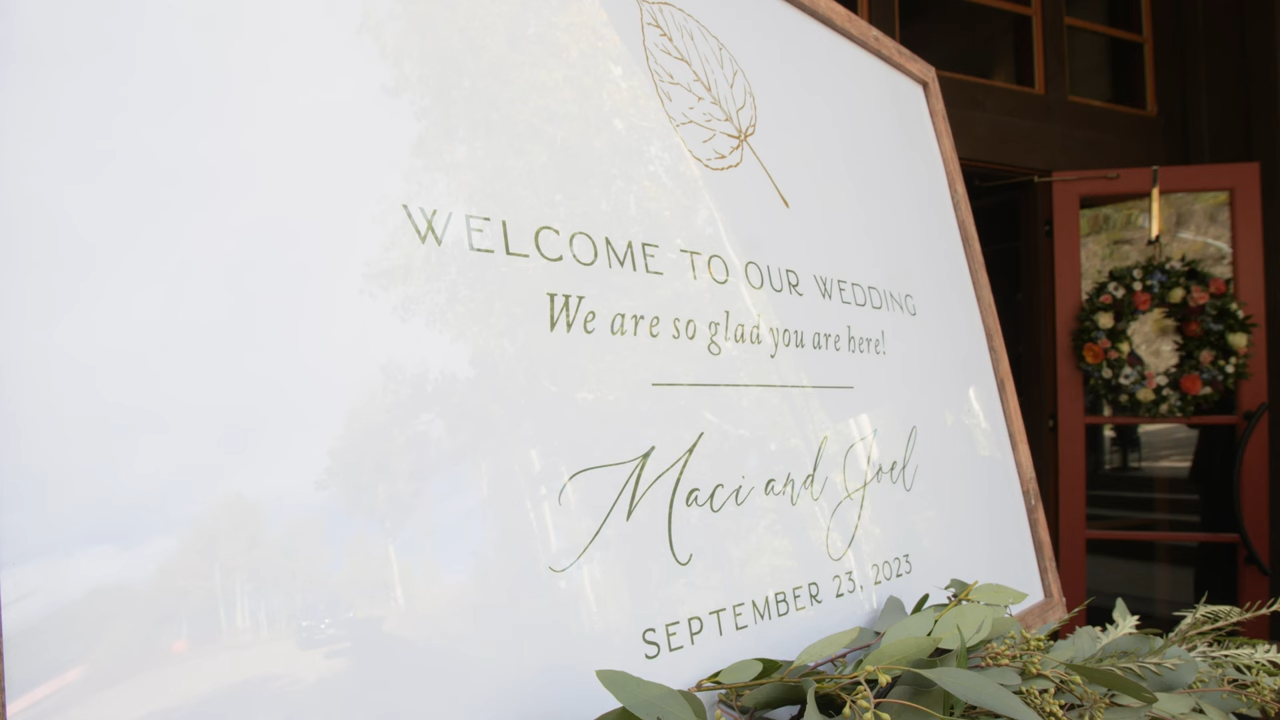 WELCOME TO OUR WEDDING
We are so glad you are here!
Maci and Joel
SEPTEMBER 23, 2023